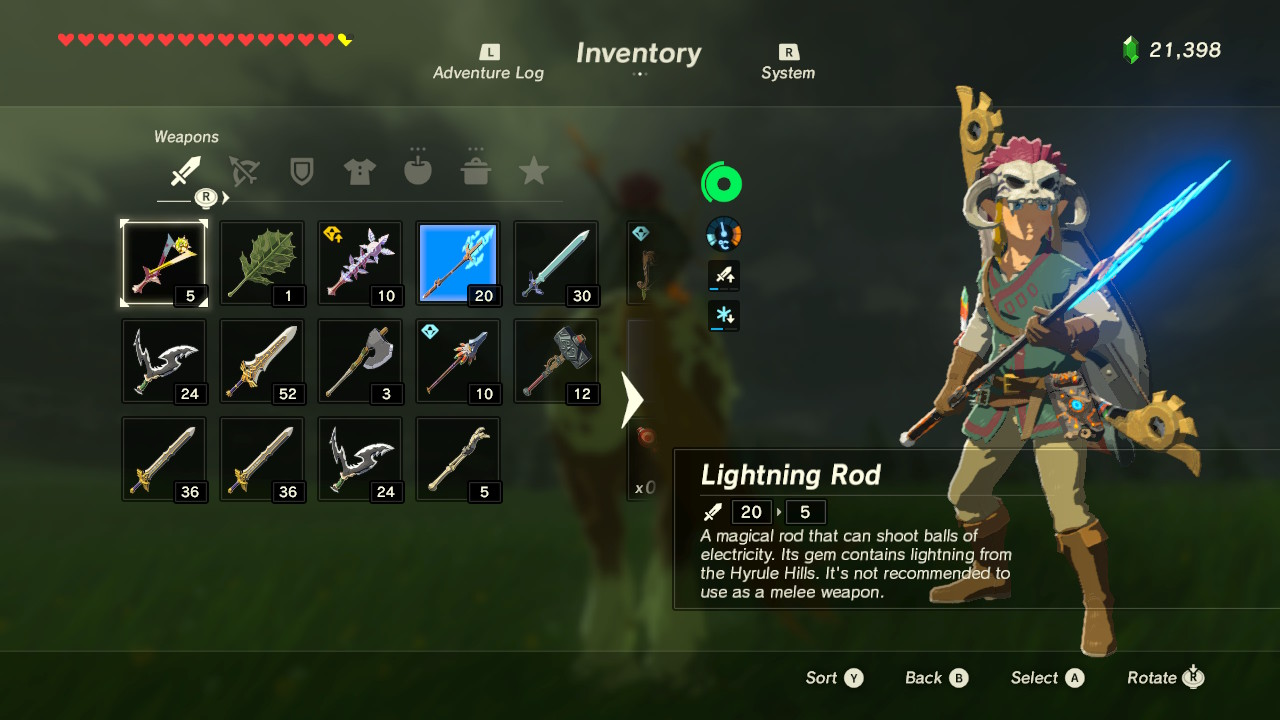 L
Inventory
R
Adventure Log
System
21,398
Weapons
R
5
1
10
20
30
°C
24
52
3
10
12
36
36
24
5
x0
Lightning Rod
20 5
A magical rod that can shoot balls of
electricity. Its gem contains lightning from
the Hyrule Hills. It's not recommended to
use as a melee weapon.
Sort Y
Back B
Select A
Rotate R